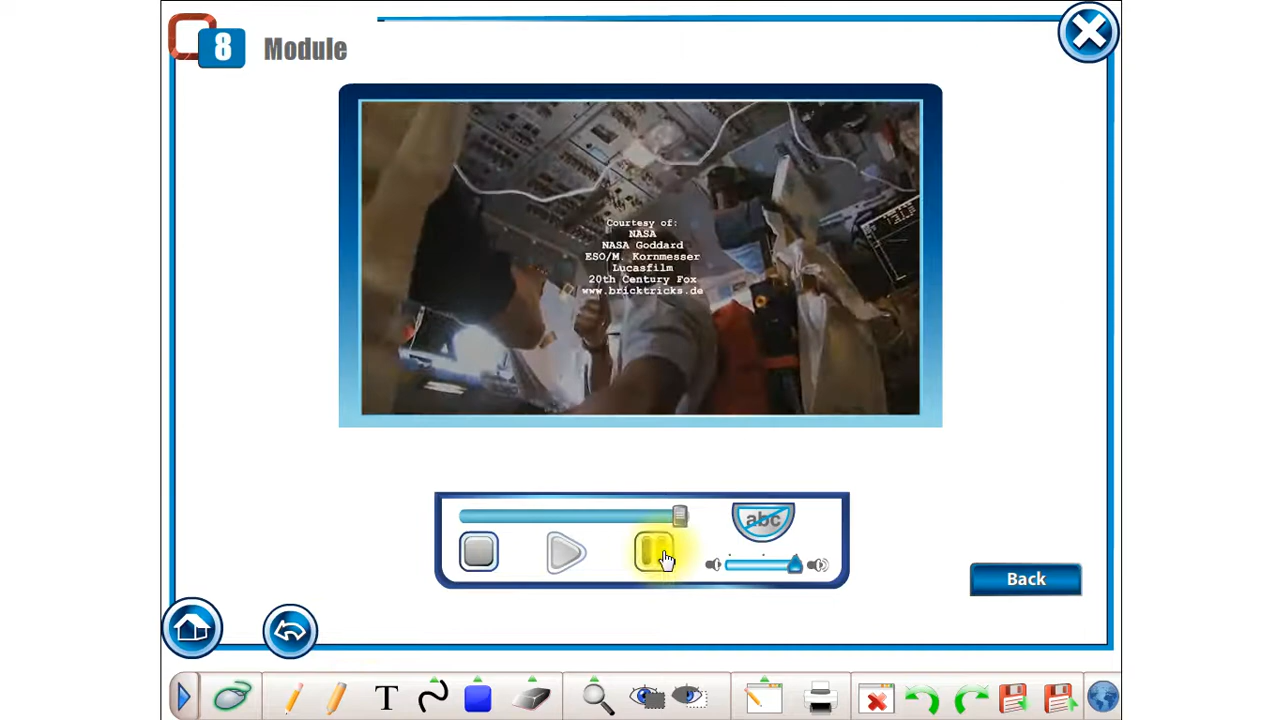 8 Module
Courtesy of:
NASA
NASA Goddard
ESO/M. Kornmesser
Lucasfilm
20th Century Fox
www.bricktricks.de
abc
Back
T